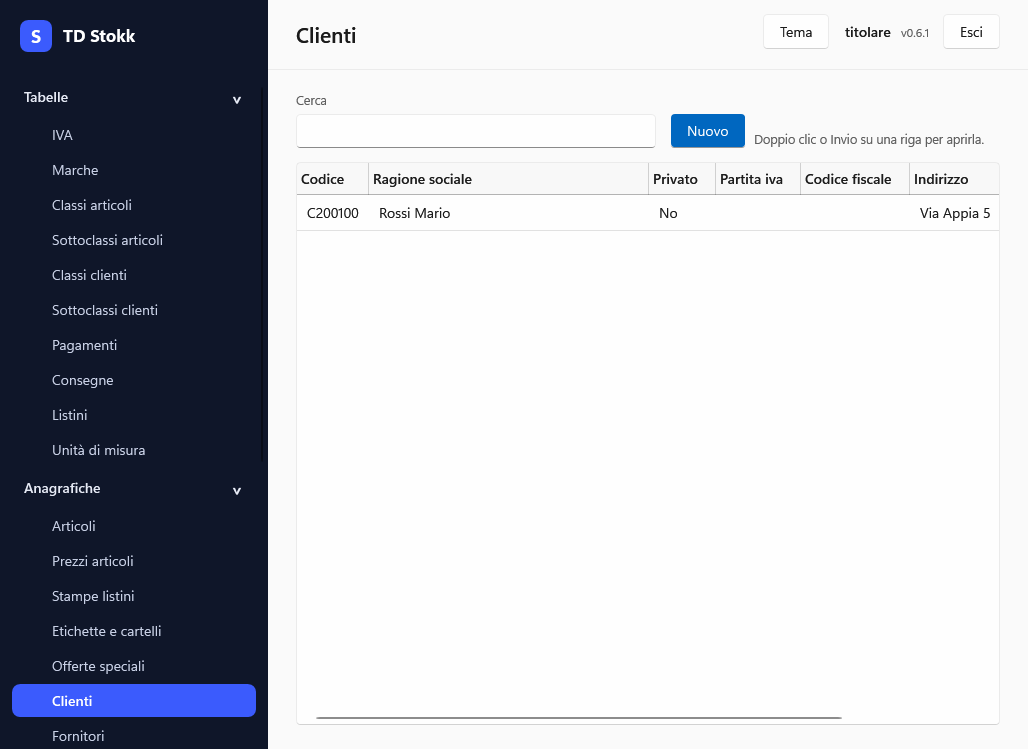 S TD Stokk
Tabelle v
IVA
Marche
Classi articoli
Sottoclassi articoli
Classi clienti
Sottoclassi clienti
Pagamenti
Consegne
Listini
Unità di misura
Anagrafiche v
Articoli
Prezzi articoli
Stampe listini
Etichette e cartelli
Offerte speciali
Clienti
Fornitori
Clienti Tema titolare v0.6.1 Esci
Cerca
Nuovo Doppio clic o Invio su una riga per aprirla.
Codice Ragione sociale Privato Partita iva Codice fiscale Indirizzo
C200100 Rossi Mario No Via Appia 5